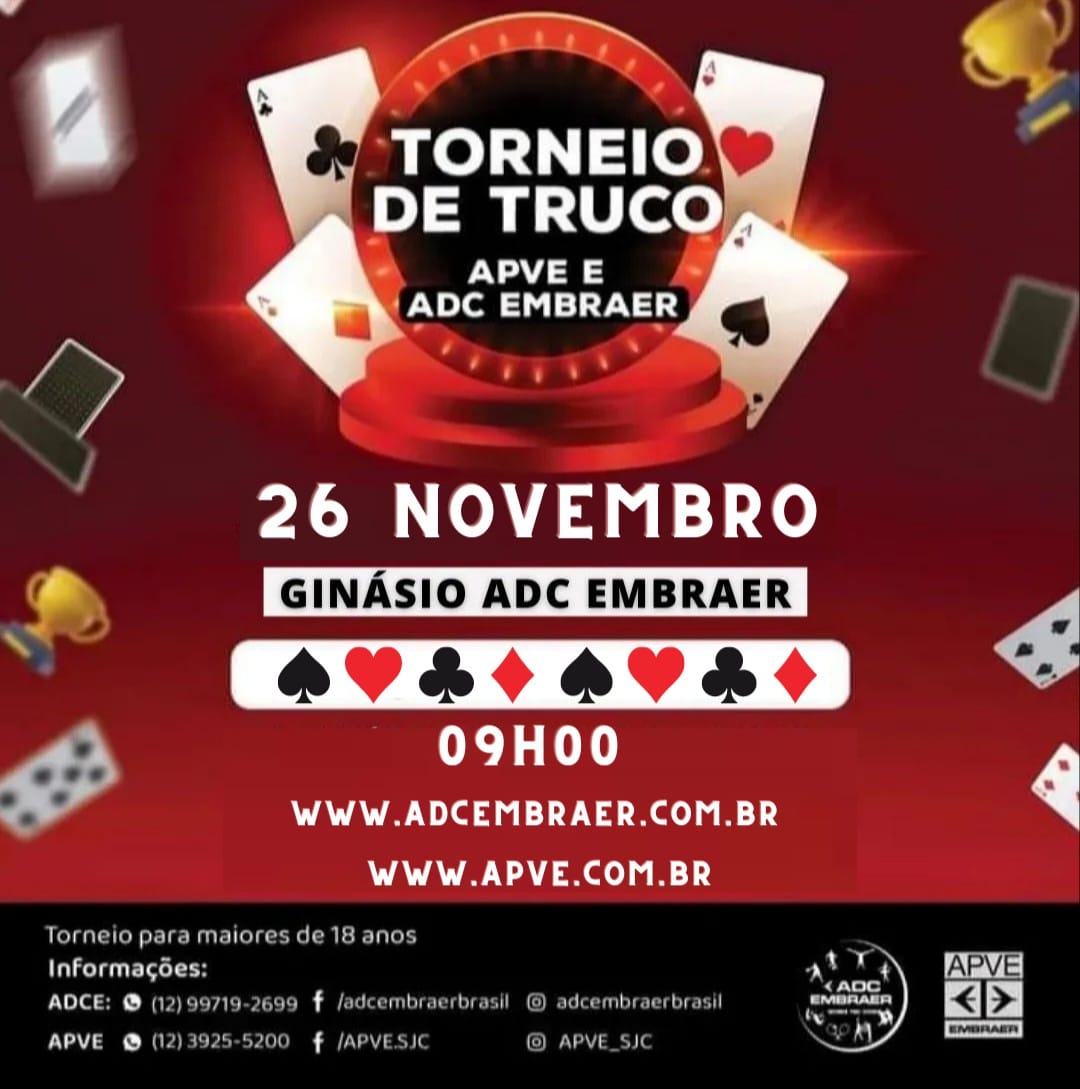 TORNEIO
DE TRUCO
APVE E
ADC EMBRAER
26 NOVEMBRO
GINÁSIO ADC EMBRAER
09H00
WWW.ADCEMBRAER.COM.BR
WWW.APVE.COM.BR
Torneio para maiores de 18 anos
Informações:
ADCE: (12) 99719-2699 /adcembraerbrasil adcembraerbrasil
APVE (12) 3925-5200 /APVE.SJC APVE_SJC
ADC
EMBRAER
APVE
EMBRAER